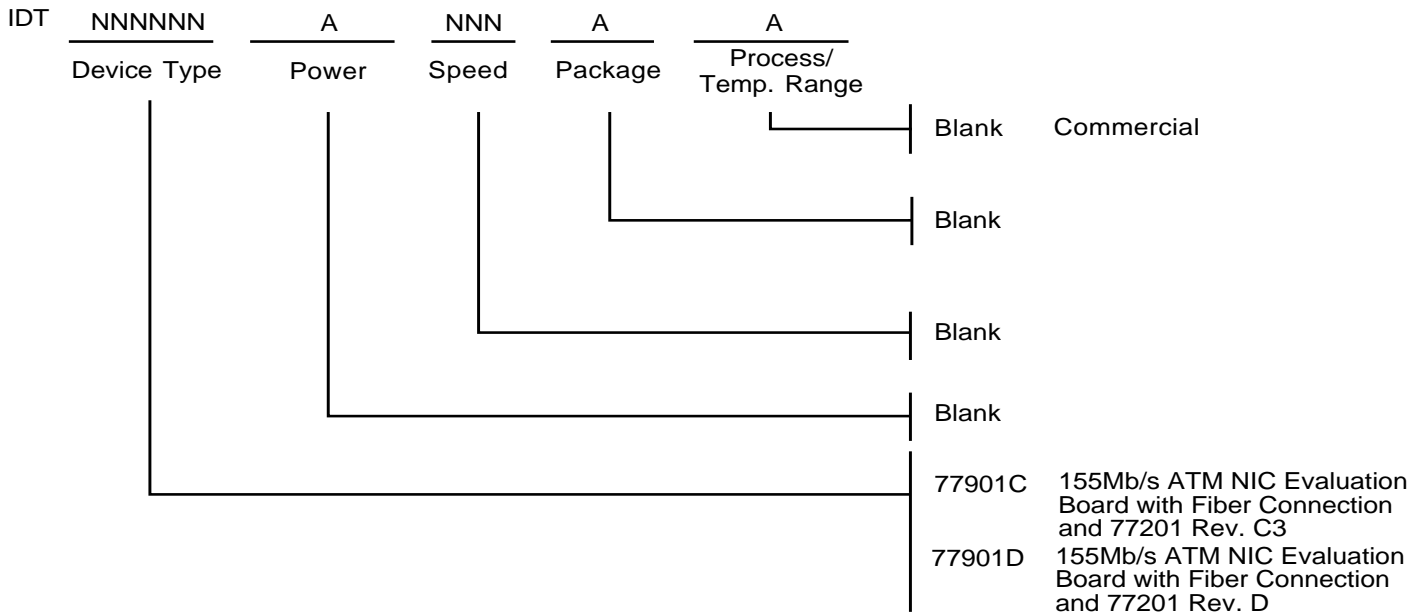 IDT NNNNNN A NNN A A
Device Type Power Speed Package Process/
Temp. Range
Blank Commercial
Blank
Blank
Blank
77901C 155Mb/s ATM NIC Evaluation
Board with Fiber Connection
and 77201 Rev. C3
77901D 155Mb/s ATM NIC Evaluation
Board with Fiber Connection
and 77201 Rev. D